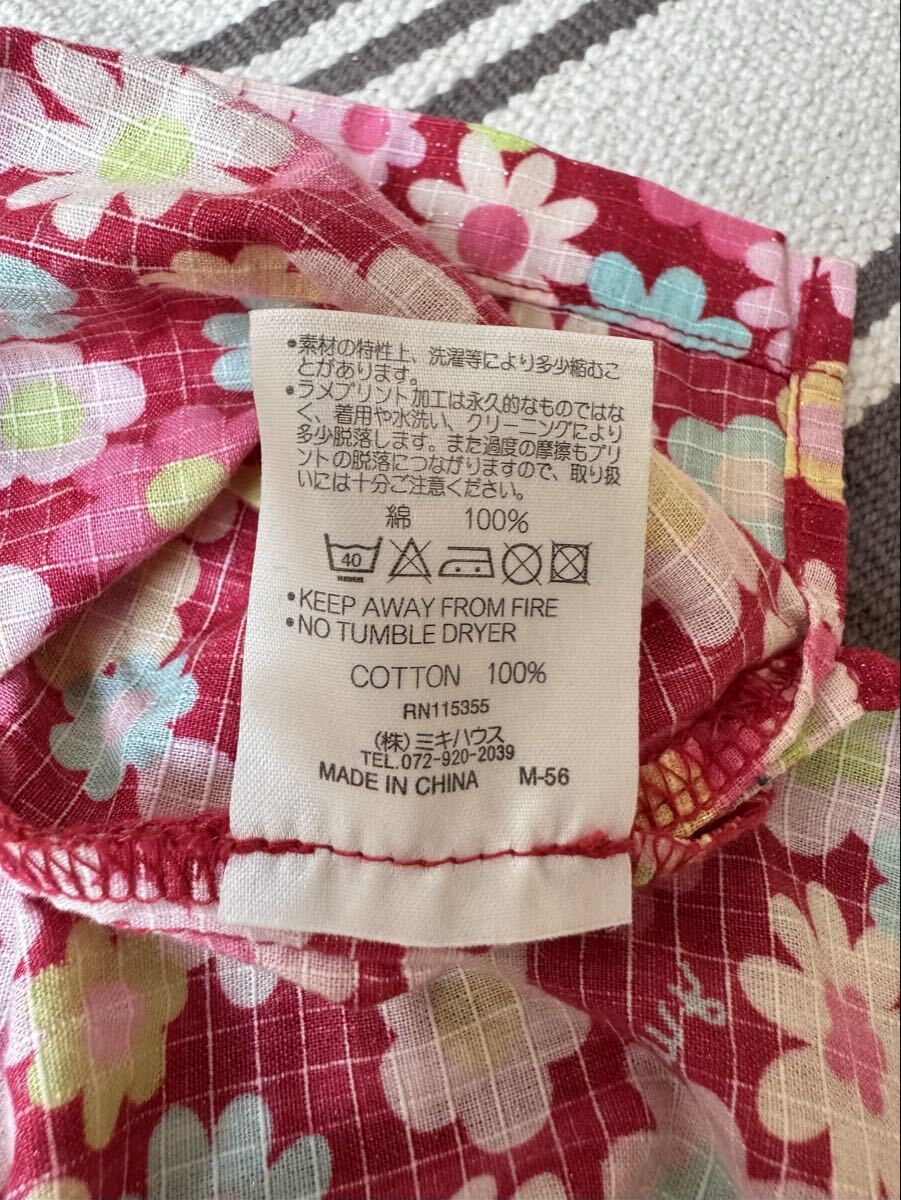 •素材の特性上、洗濯等により多少縮むこ
とがあります。
•ラメプリント加工は永久的なものではな
く、着用や水洗い、クリーニングにより
多少脱落します。また過度の摩擦もプリ
ントの脱落につながりますので、取り扱
いには十分ご注意ください。
綿 100%
40
•KEEP AWAY FROM FIRE
•NO TUMBLE DRYER
COTTON 100%
RN115355
(株)ミキハウス
TEL.072-920-2039
MADE IN CHINA M-56